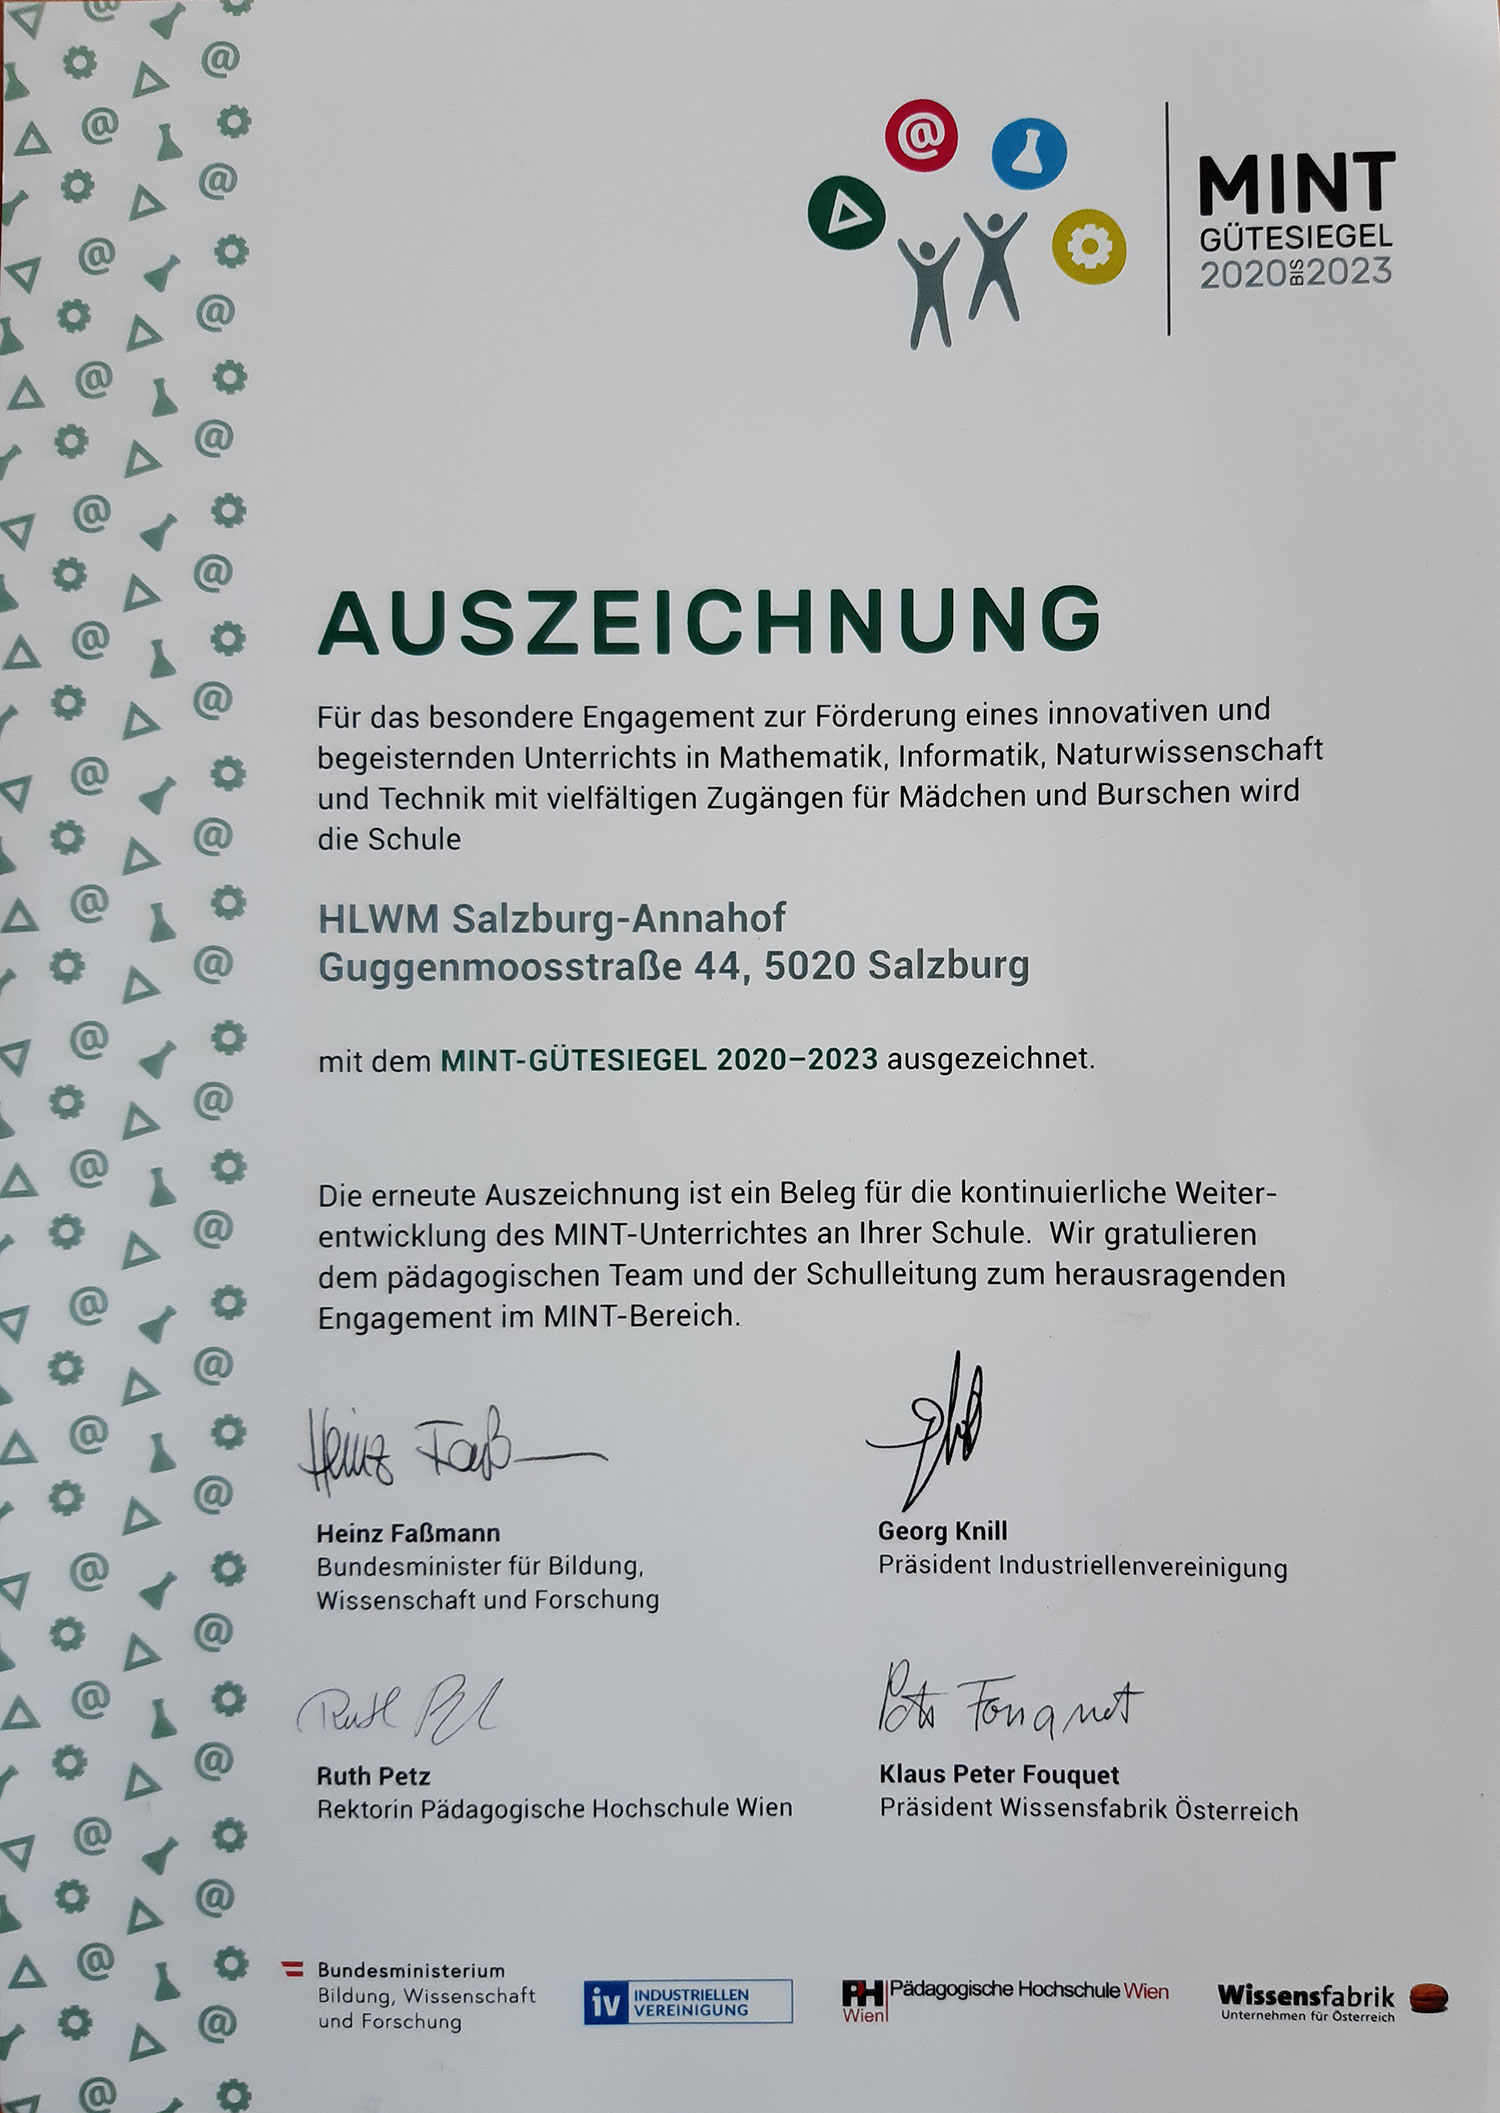 MINT
GÜTESIEGEL
2020 BIS 2023
AUSZEICHNUNG
Für das besondere Engagement zur Förderung eines innovativen und
begeisternden Unterrichts in Mathematik, Informatik, Naturwissenschaft
und Technik mit vielfältigen Zugängen für Mädchen und Burschen wird
die Schule
HLWM Salzburg-Annahof
Guggenmoosstraße 44, 5020 Salzburg
mit dem MINT-GÜTESIEGEL 2020–2023 ausgezeichnet.
Die erneute Auszeichnung ist ein Beleg für die kontinuierliche Weiter-
entwicklung des MINT-Unterrichtes an Ihrer Schule. Wir gratulieren
dem pädagogischen Team und der Schulleitung zum herausragenden
Engagement im MINT-Bereich.
Heinz Faßmann
Bundesminister für Bildung,
Wissenschaft und Forschung
Georg Knill
Präsident Industriellenvereinigung
Ruth Petz
Rektorin Pädagogische Hochschule Wien
Peter Fouquet
Klaus Peter Fouquet
Präsident Wissensfabrik Österreich
Bundesministerium
Bildung, Wissenschaft
und Forschung
iv INDUSTRIELLEN
VEREINIGUNG
PH Pädagogische Hochschule Wien
Wien
Wissensfabrik
Unternehmen für Österreich